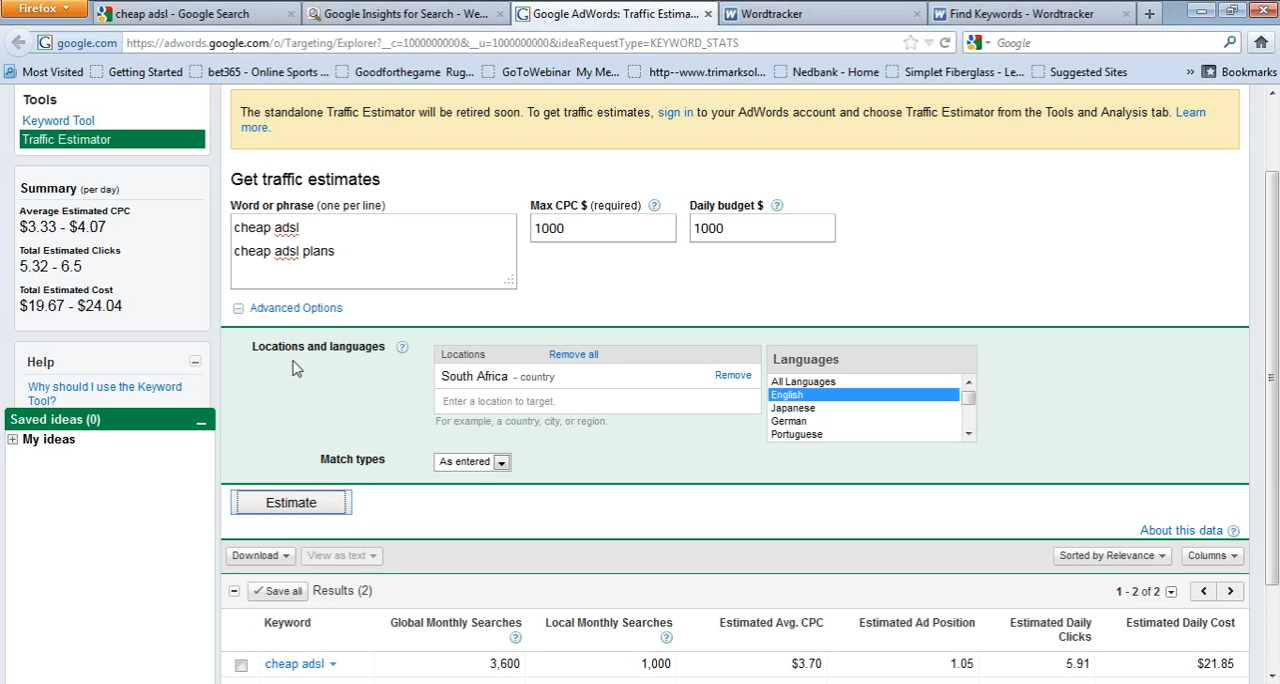 Firefox
cheap adsl - Google Search
Google Insights for Search - We...
Google AdWords: Traffic Estima...
Wordtracker
Find Keywords - Wordtracker
google.com
https://adwords.google.com/o/Targeting/Explorer?__c=1000000000&__u=1000000000&ideaRequestType=KEYWORD_STATS
Google
Most Visited
Getting Started
bet365 - Online Sports ...
Goodforthegame Rug...
GoToWebinar My Me...
http--www.trimarksol...
Nedbank - Home
Simplet Fiberglass - Le...
Suggested Sites
»
Bookmarks
Tools
Keyword Tool
Traffic Estimator
Summary (per day)
Average Estimated CPC
$3.33 - $4.07
Total Estimated Clicks
5.32 - 6.5
Total Estimated Cost
$19.67 - $24.04
Help
Why should I use the Keyword
Tool?
Saved ideas (0)
My ideas
The standalone Traffic Estimator will be retired soon. To get traffic estimates, sign in to your AdWords account and choose Traffic Estimator from the Tools and Analysis tab. Learn
more.
Get traffic estimates
Word or phrase (one per line)
Max CPC $ (required)
Daily budget $
cheap adsl
cheap adsl plans
1000
1000
Advanced Options
Locations and languages
Locations
Remove all
South Africa - country
Remove
Enter a location to target.
For example, a country, city, or region.
Languages
All Languages
English
Japanese
German
Portuguese
Match types
As entered
Estimate
About this data
Download
View as text
Sorted by Relevance
Columns
Save all
Results (2)
1 - 2 of 2
Keyword
Global Monthly Searches
Local Monthly Searches
Estimated Avg. CPC
Estimated Ad Position
Estimated Daily
Clicks
Estimated Daily Cost
cheap adsl
3,600
1,000
$3.70
1.05
5.91
$21.85